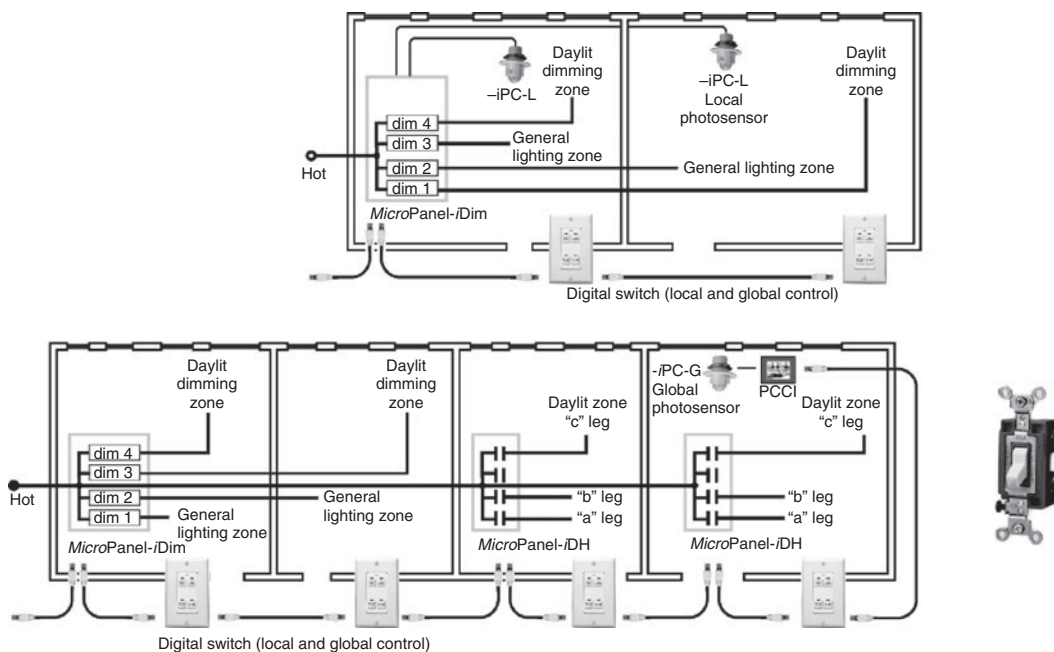 Daylit
dimming
zone
–iPC-L
–iPC-L
Local
photosensor
Daylit
dimming
zone
dim 4
dim 3
General
lighting zone
dim 2
General lighting zone
dim 1
Hot
MicroPanel-iDim
Digital switch (local and global control)
Daylit
dimming
zone
Daylit
dimming
zone
-iPC-G
Global
photosensor
PCCI
Daylit zone
“c” leg
Daylit zone
“c” leg
dim 4
dim 3
Hot
dim 2
General
lighting zone
dim 1
General
lighting zone
“b” leg
“a” leg
“b” leg
“a” leg
MicroPanel-iDim
MicroPanel-iDH
MicroPanel-iDH
Digital switch (local and global control)